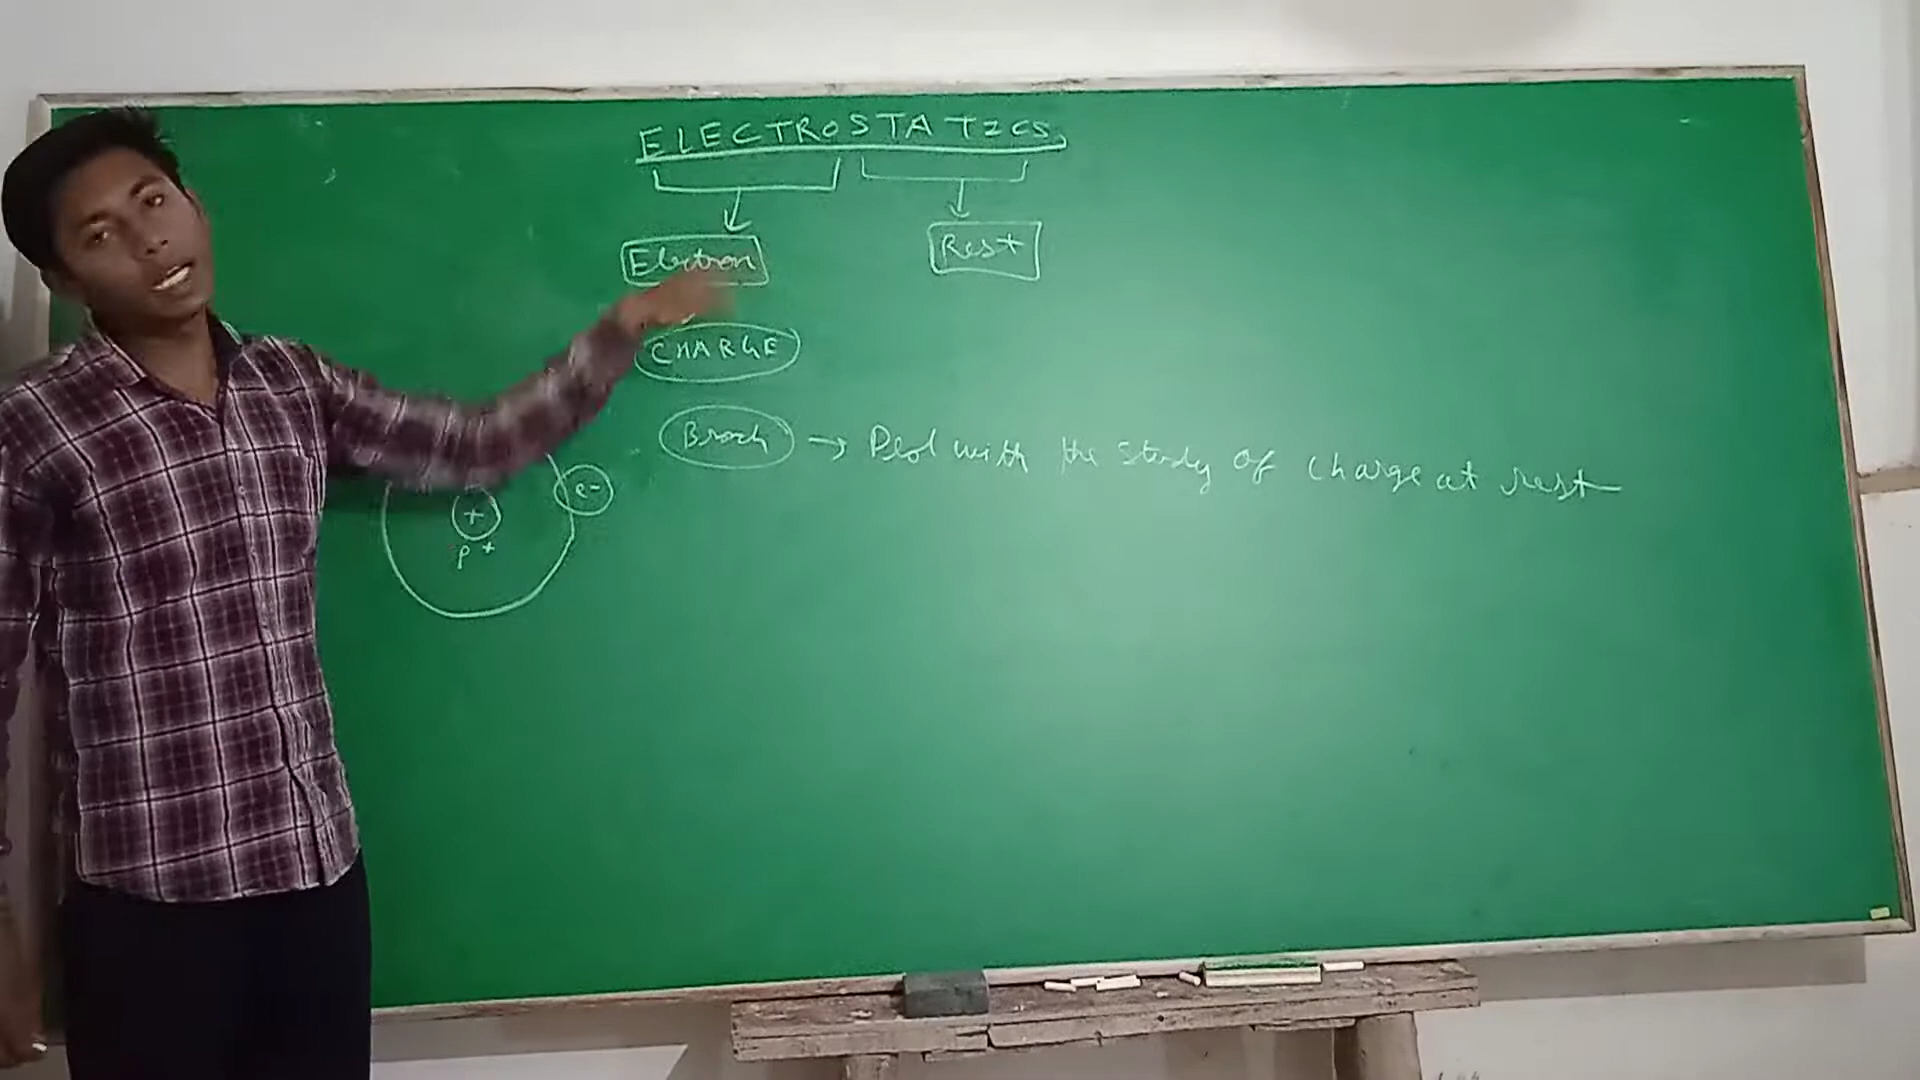 ELECTROSTATICS
Electron Rest
CHARGE
Branch → Deal with the study of charge at rest
e-
+
p+